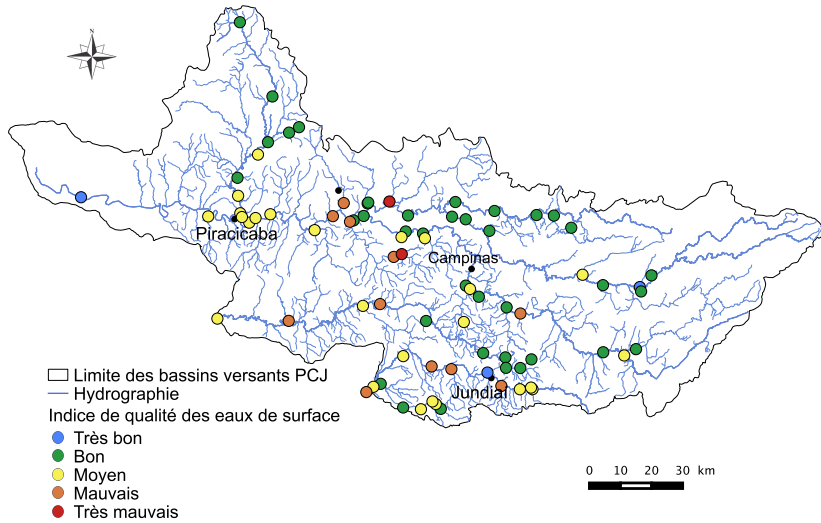 Piracicaba
Campinas
Jundiaí
Limite des bassins versants PCJ
Hydrographie
Indice de qualité des eaux de surface
Très bon
Bon
Moyen
Mauvais
Très mauvais
0 10 20 30 km